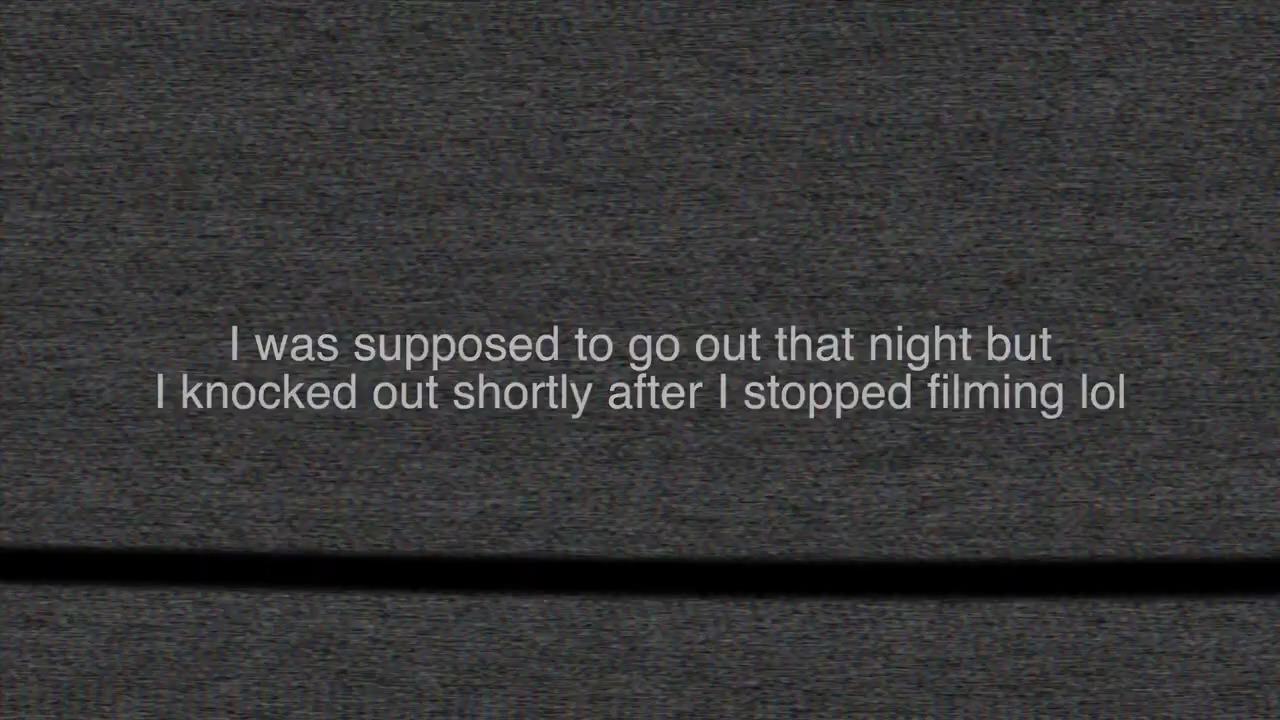 I was supposed to go out that night but
I knocked out shortly after I stopped filming lol